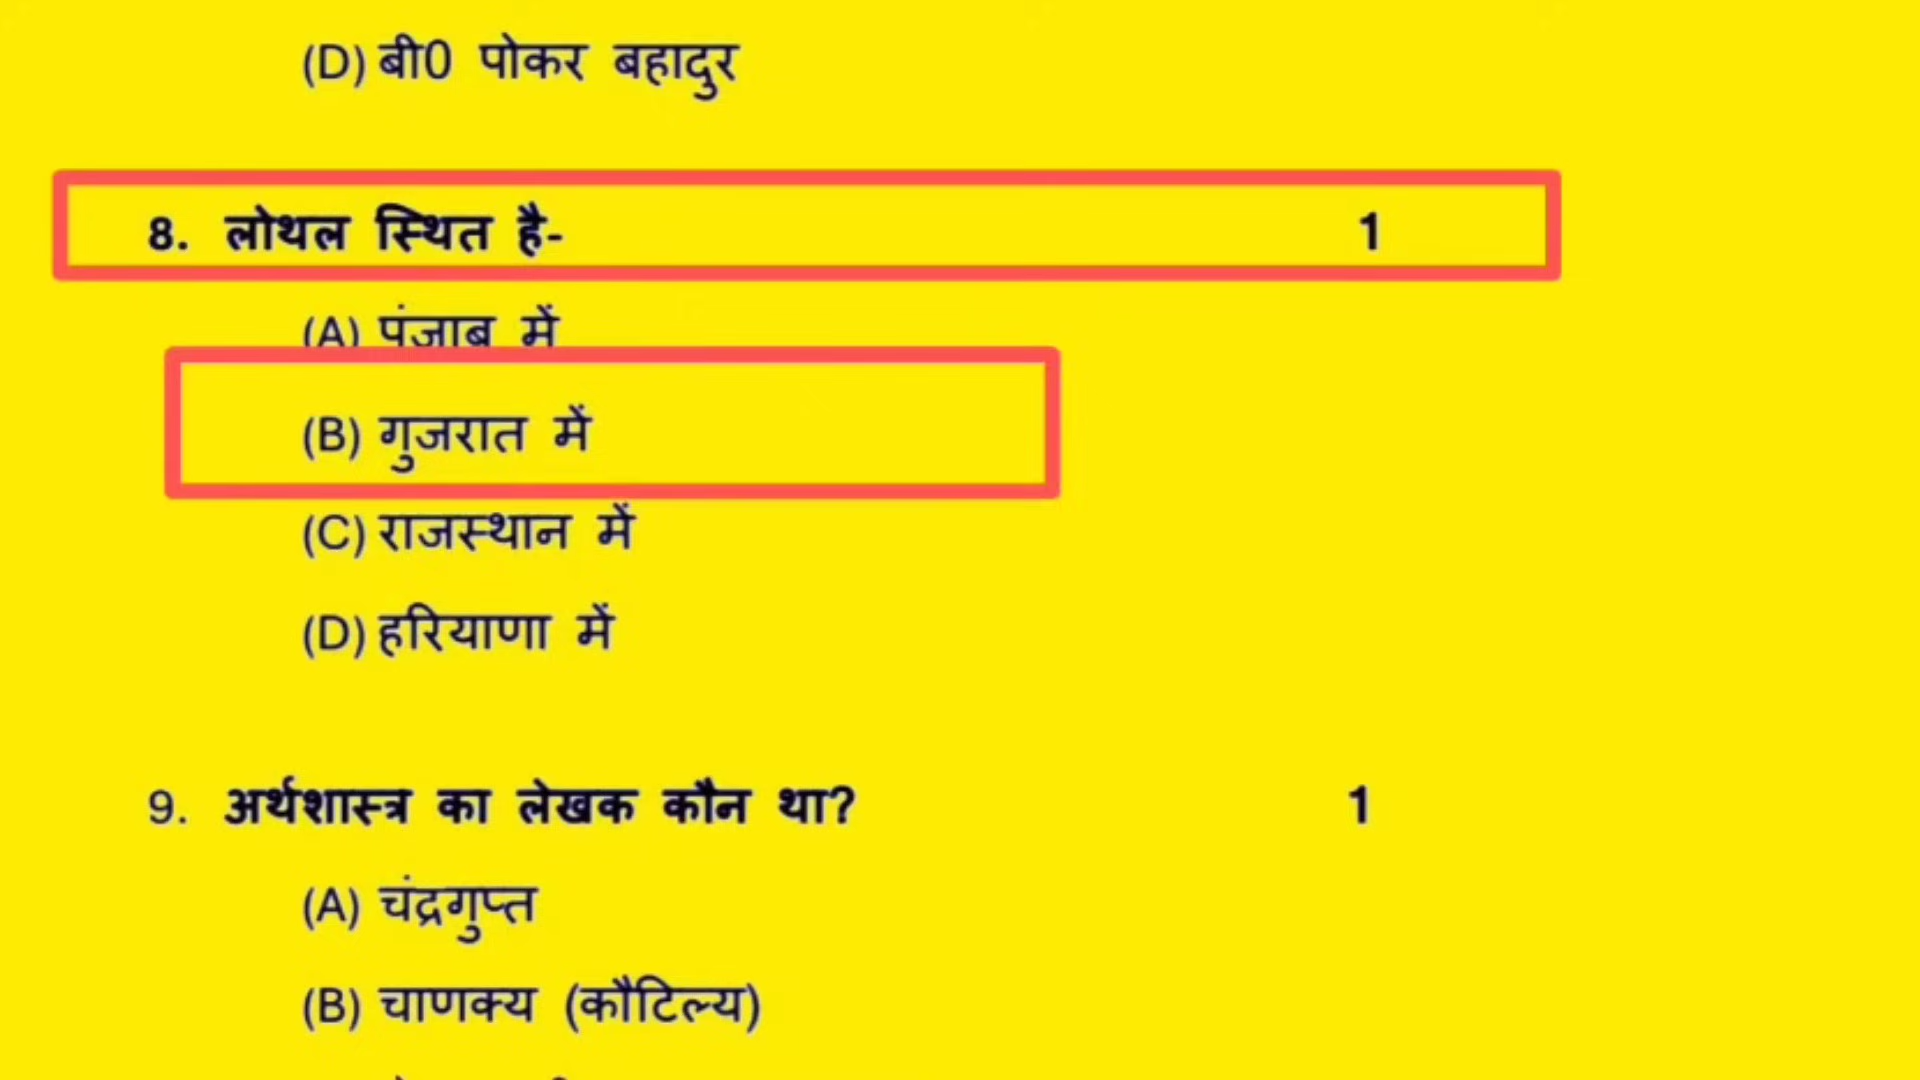 (D) बी0 पोकर बहादुर
8. लोथल स्थित है- 1
(A) पंजाब में
(B) गुजरात में
(C) राजस्थान में
(D) हरियाणा में
9. अर्थशास्त्र का लेखक कौन था? 1
(A) चंद्रगुप्त
(B) चाणक्य (कौटिल्य)